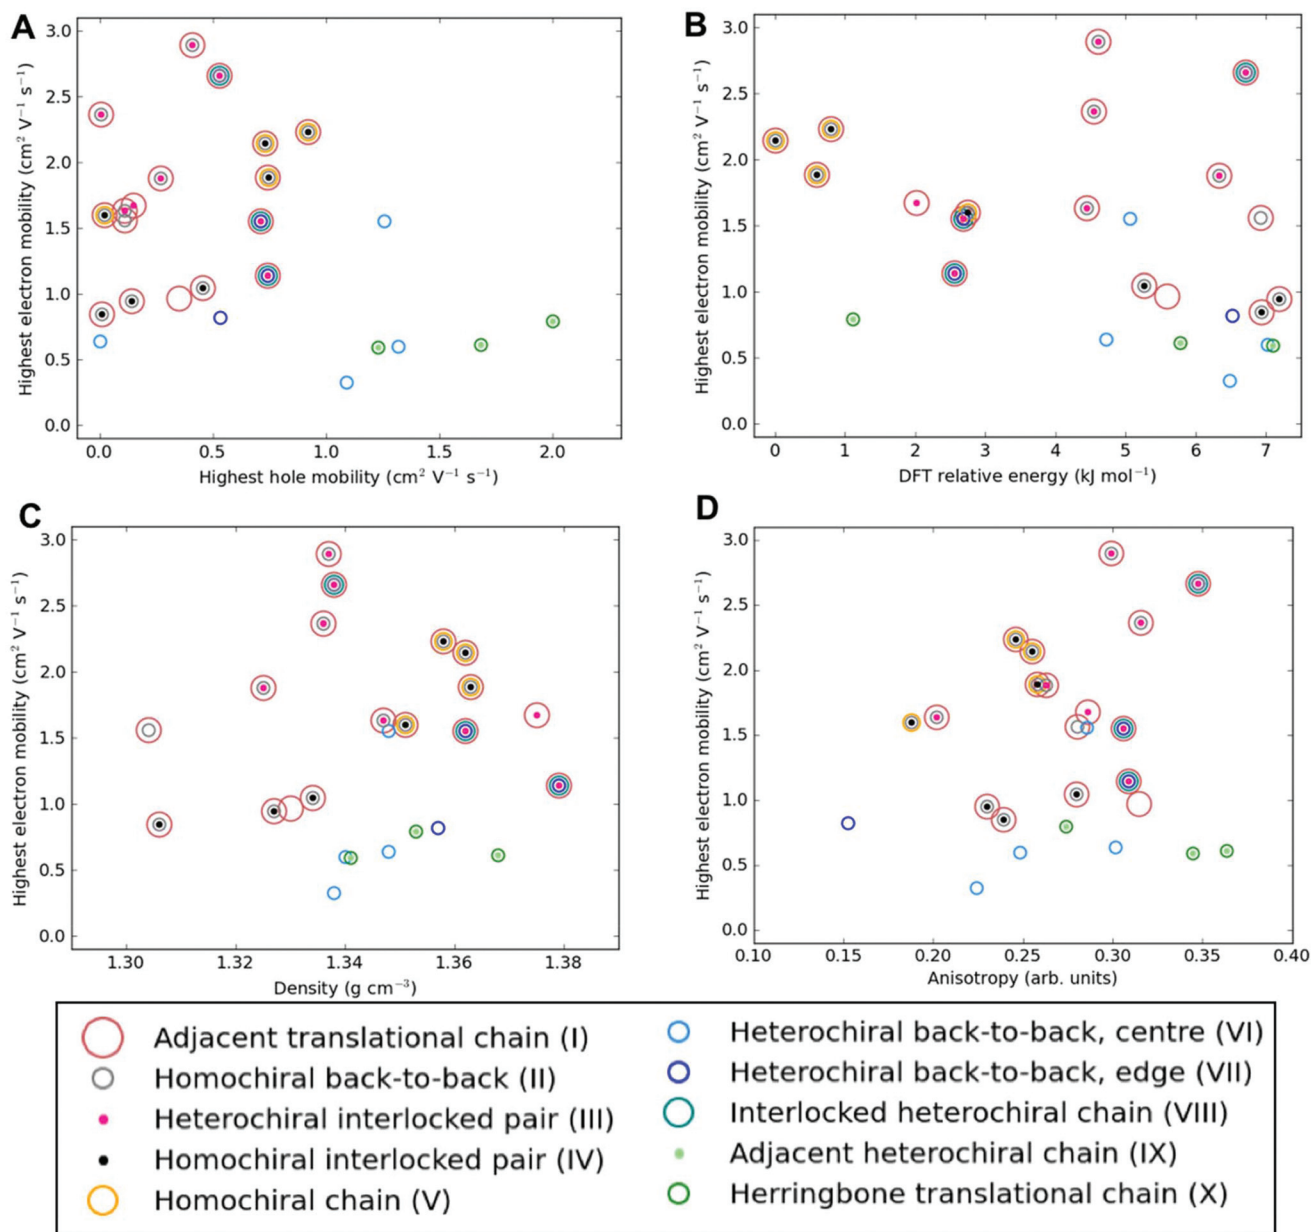 A
3.0
2.5
2.0
1.5
1.0
0.5
0.0
Highest electron mobility (cm² V⁻¹ s⁻¹)
0.0 0.5 1.0 1.5 2.0
Highest hole mobility (cm² V⁻¹ s⁻¹)
B
3.0
2.5
2.0
1.5
1.0
0.5
0.0
Highest electron mobility (cm² V⁻¹ s⁻¹)
0 1 2 3 4 5 6 7
DFT relative energy (kJ mol⁻¹)
C
3.0
2.5
2.0
1.5
1.0
0.5
0.0
Highest electron mobility (cm² V⁻¹ s⁻¹)
1.30 1.32 1.34 1.36 1.38
Density (g cm⁻³)
D
3.0
2.5
2.0
1.5
1.0
0.5
0.0
Highest electron mobility (cm² V⁻¹ s⁻¹)
0.10 0.15 0.20 0.25 0.30 0.35 0.40
Anisotropy (arb. units)
Adjacent translational chain (I)
Homochiral back-to-back (II)
Heterochiral interlocked pair (III)
Homochiral interlocked pair (IV)
Homochiral chain (V)
Heterochiral back-to-back, centre (VI)
Heterochiral back-to-back, edge (VII)
Interlocked heterochiral chain (VIII)
Adjacent heterochiral chain (IX)
Herringbone translational chain (X)